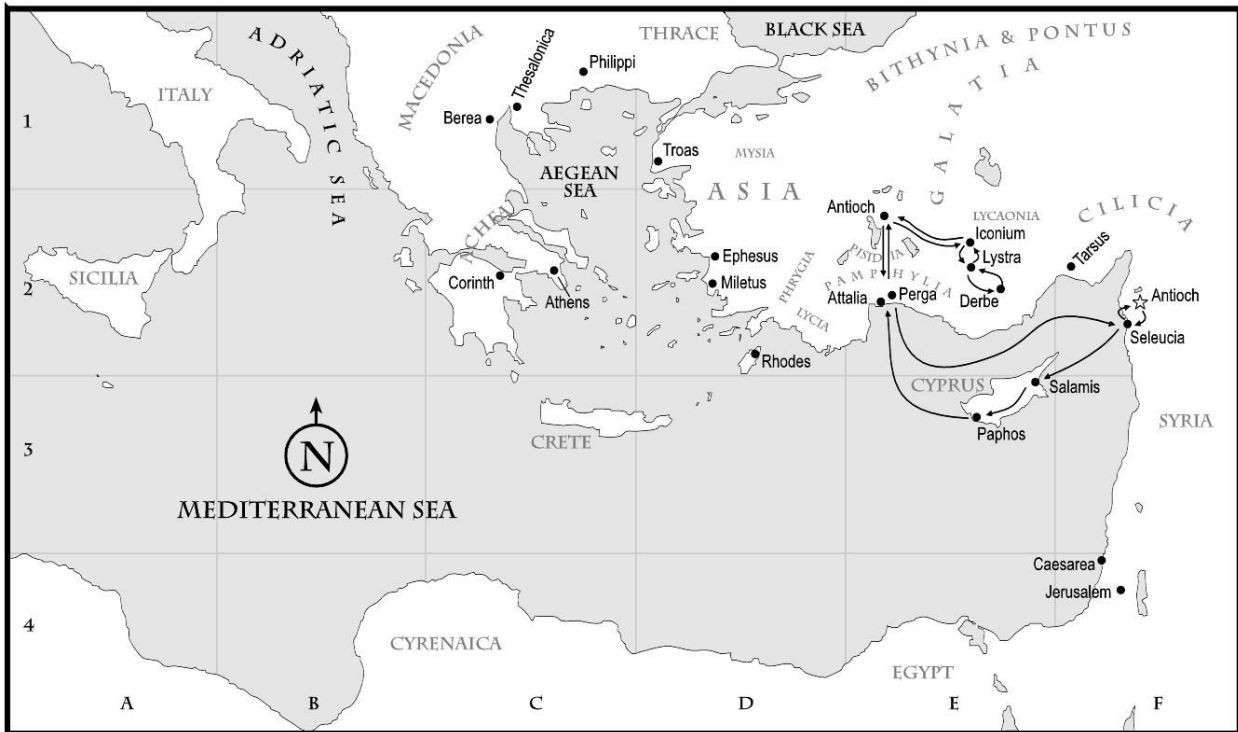 ADRIATIC SEA
ITALY
MACEDONIA
Thessalonica
Philippi
THRACE
BLACK SEA
BITHYNIA & PONTUS
GALATIA
1
Berea
Troas
MYSIA
AEGEAN
SEA
ASIA
ACHEA
Antioch
LYCAONIA
CILICIA
Iconium
PISIDIA
Lystra
Tarsus
SICILIA
2
Corinth
Athens
Ephesus
Miletus
PHRYGIA
PAMPHYLIA
Attalia
Perga
Derbe
Antioch
Seleucia
LYCIA
Rhodes
CYPRUS
Salamis
Paphos
SYRIA
CRETE
3
N
MEDITERRANEAN SEA
Caesarea
Jerusalem
4
CYRENAICA
EGYPT
A
B
C
D
E
F